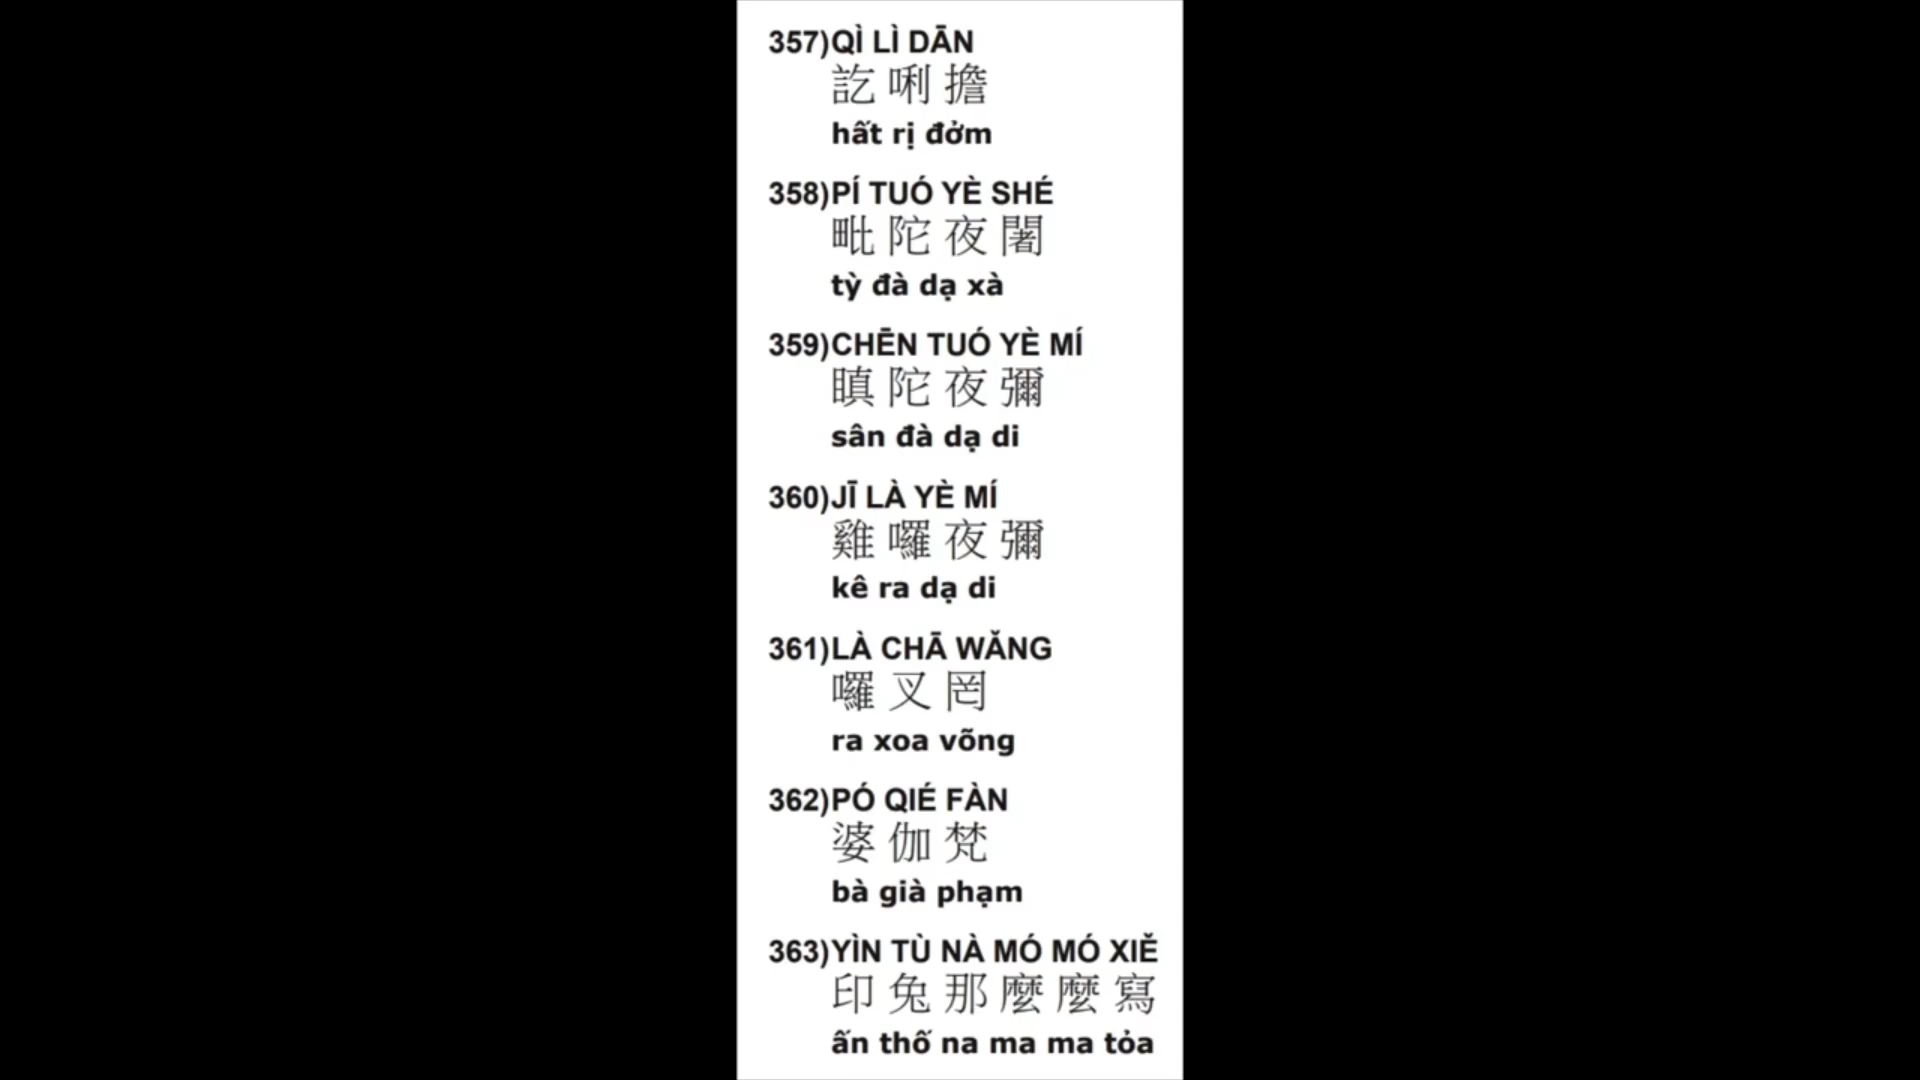 357)QÌ LÌ DĀN
訖 唎 擔
hất rị đởm
358)PÍ TUÓ YÈ SHÉ
毗 陀 夜 闍
tỳ đà dạ xà
359)CHĒN TUÓ YÈ MÍ
瞋 陀 夜 彌
sân đà dạ di
360)JĪ LÀ YÈ MÍ
雞 囉 夜 彌
kê ra dạ di
361)LÀ CHĀ WǍNG
囉 叉 罔
ra xoa võng
362)PÓ QIÉ FÀN
婆 伽 梵
bà già phạm
363)YÌN TÙ NÀ MÓ MÓ XIĚ
印 兔 那 麼 麼 寫
ấn thố na ma ma tỏa